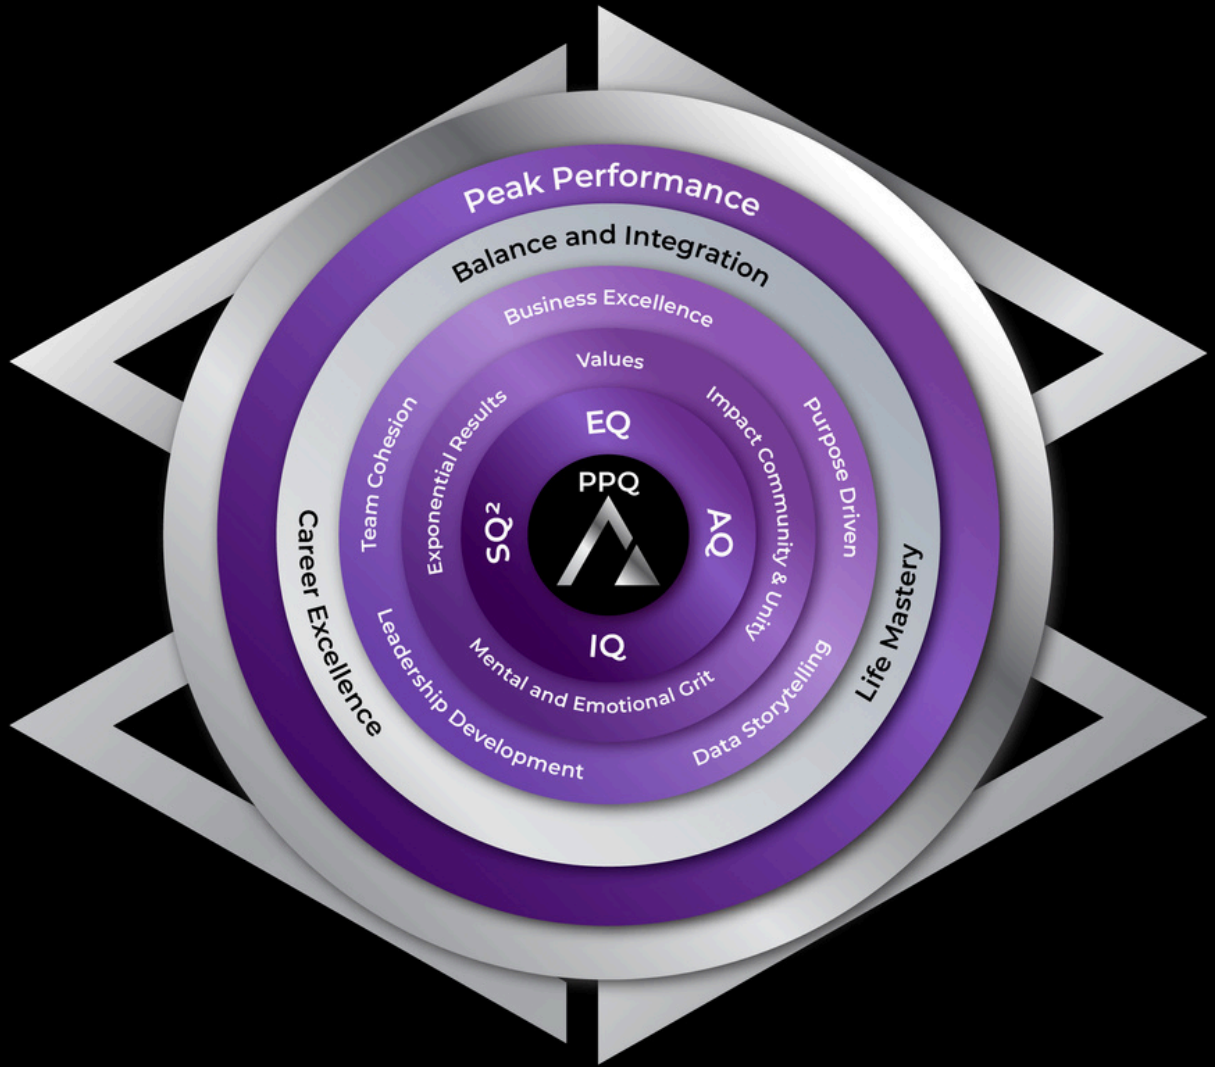 Peak Performance
Balance and Integration
Life Mastery
Career Excellence
Business Excellence
Purpose Driven
Data Storytelling
Leadership Development
Team Cohesion
Values
Impact Community & Unity
Mental and Emotional Grit
Exponential Results
EQ
AQ
IQ
SQ²
PPQ